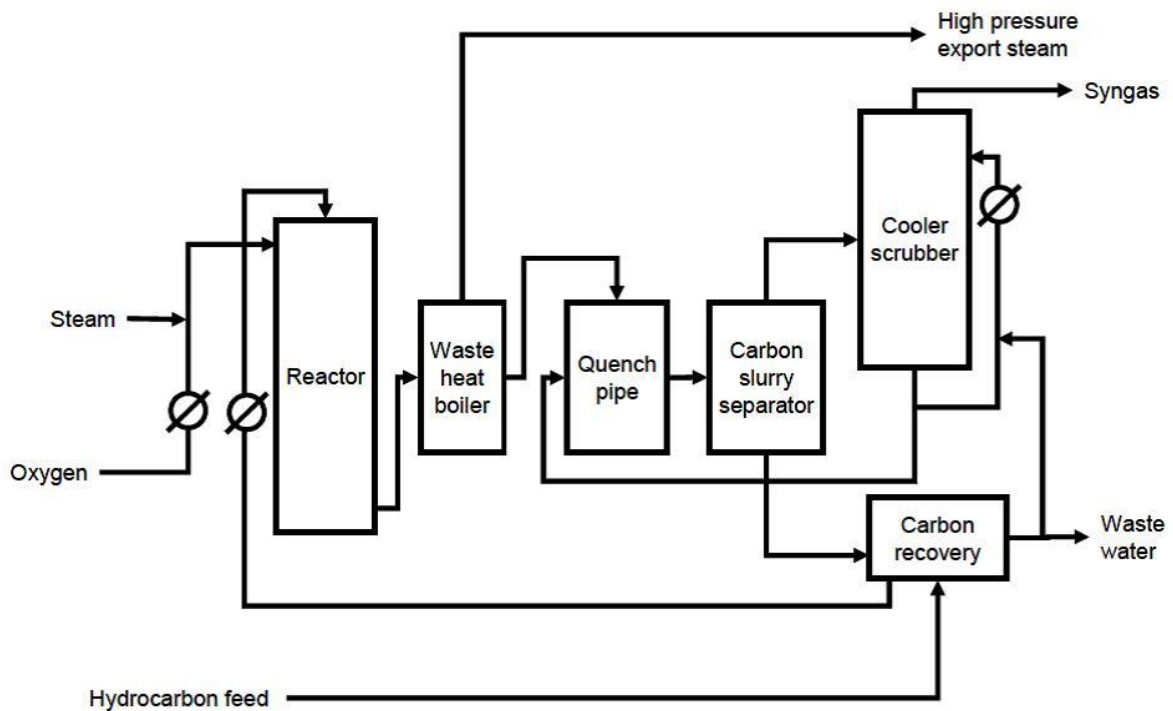 High pressure
export steam
Syngas
Cooler
scrubber
Steam
Reactor
Waste
heat
boiler
Quench
pipe
Carbon
slurry
separator
Oxygen
Carbon
recovery
Waste
water
Hydrocarbon feed